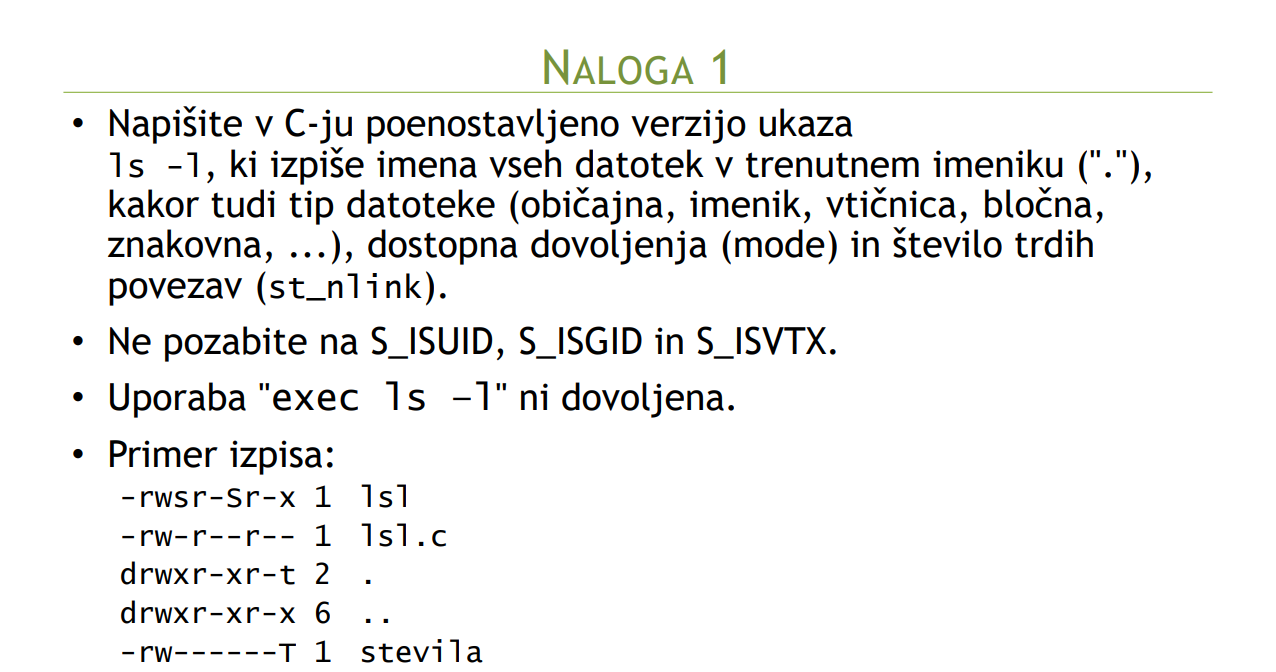 NALOGA 1
• Napišite v C-ju poenostavljeno verzijo ukaza
ls –l, ki izpiše imena vseh datotek v trenutnem imeniku ("."),
kakor tudi tip datoteke (običajna, imenik, vtičnica, bločna,
znakovna, ...), dostopna dovoljenja (mode) in število trdih
povezav (st_nlink).
• Ne pozabite na S_ISUID, S_ISGID in S_ISVTX.
• Uporaba "exec ls –l" ni dovoljena.
• Primer izpisa:
-rwsr-Sr-x 1 lsl
-rw-r--r-- 1 lsl.c
drwxr-xr-t 2 .
drwxr-xr-x 6 ..
-rw------T 1 stevila